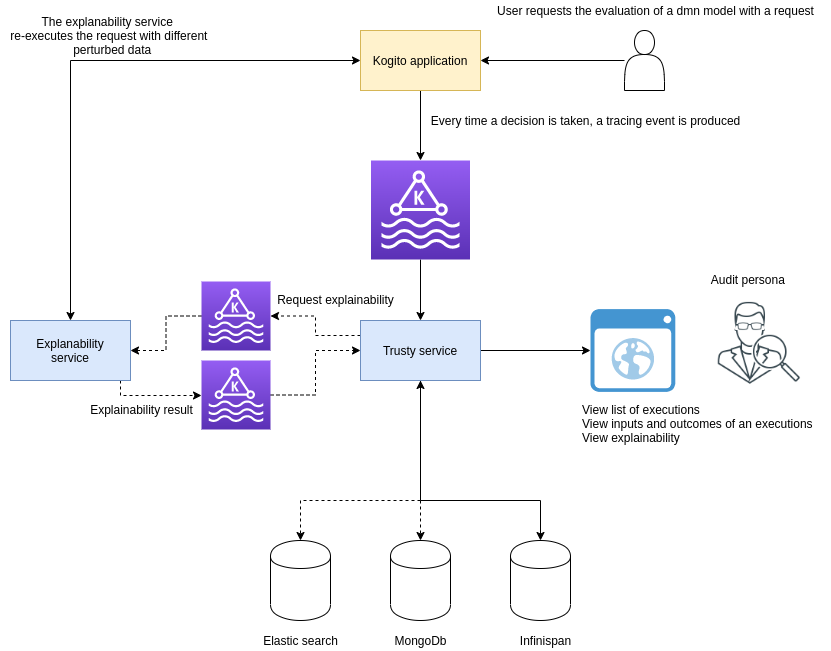 User requests the evaluation of a dmn model with a request
The explanability service
re-executes the request with different
perturbed data
Kogito application
Every time a decision is taken, a tracing event is produced
K
Audit persona
K
Request explainability
Explanability
service
Trusty service
K
Explainability result
View list of executions
View inputs and outcomes of an executions
View explainability
Elastic search
MongoDb
Infinispan